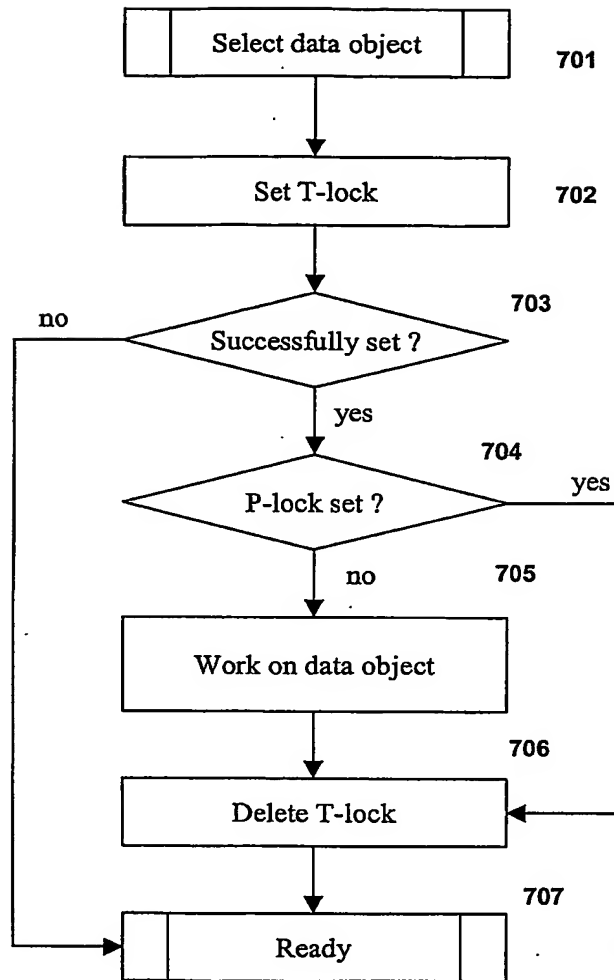 Select data object
701
Set T-lock
702
703
no
Successfully set ?
yes
704
P-lock set ?
yes
no
705
Work on data object
706
Delete T-lock
707
Ready